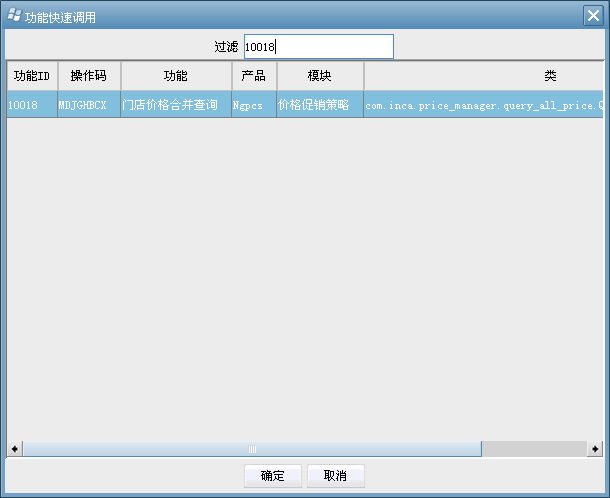 功能快速调用
过滤 10018
功能ID 操作码 功能 产品 模块 类
10018 MDJGHBCX 门店价格合并查询 Ngpcs 价格促销策略 com.inca.price_manager.query_all_price.Q
确定 取消